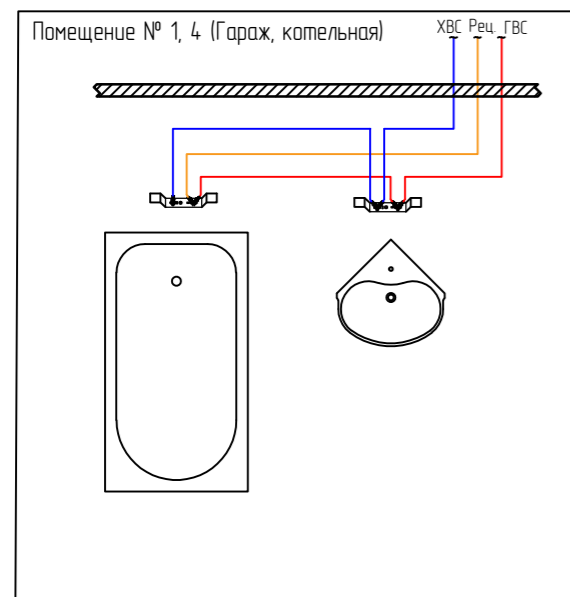 Помещение № 1, 4 (Гараж, котельная)
ХВС Рец. ГВС